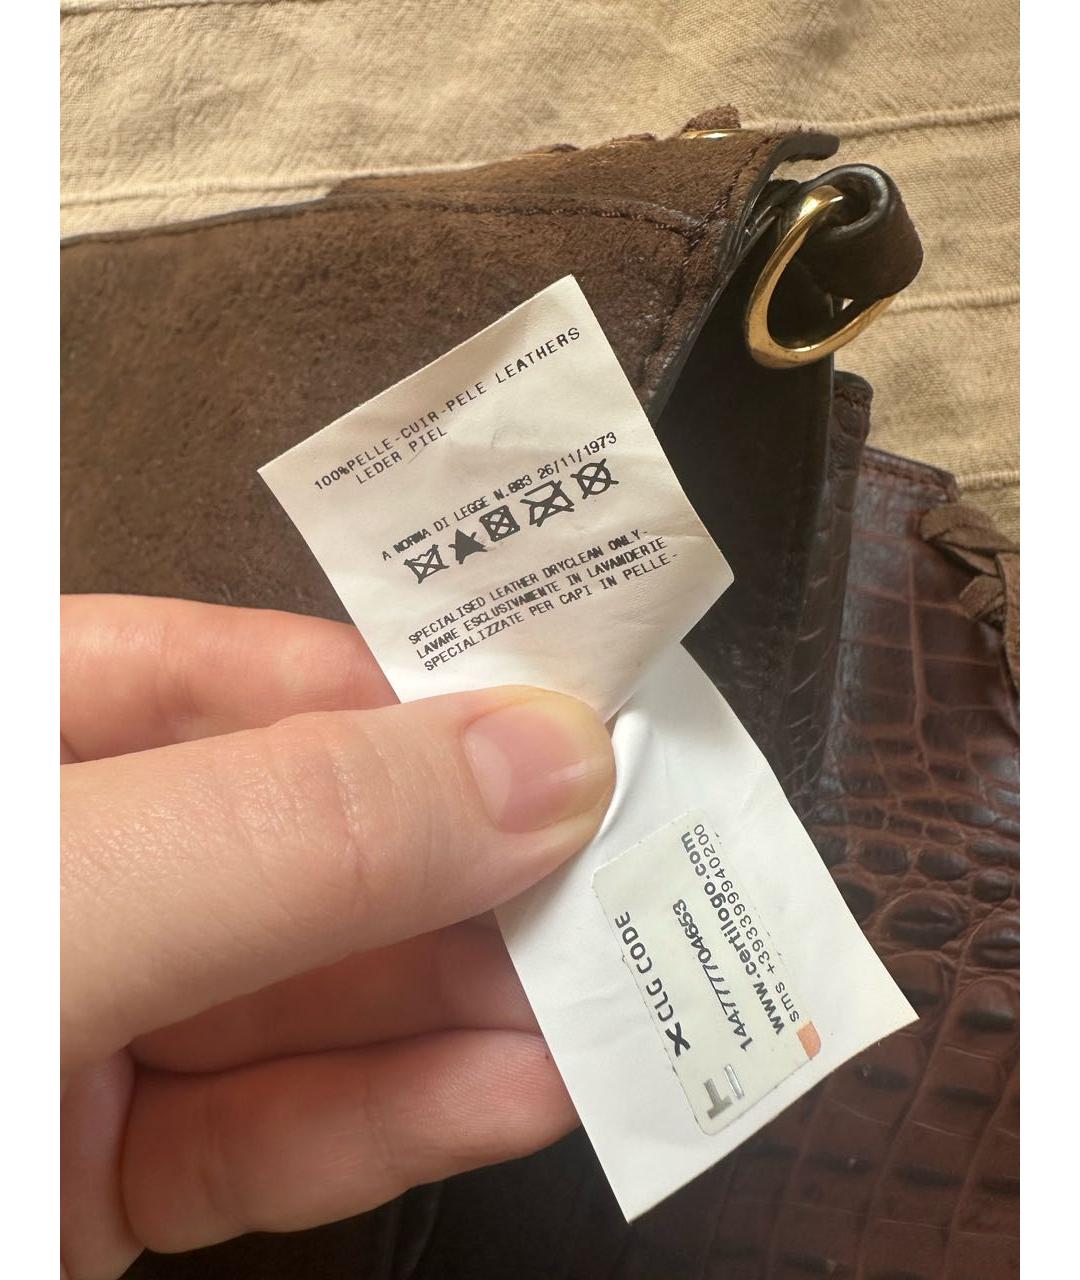 100%PELLE-CUIR-PELE LEATHERS
LEDER PIEL
A NORMA DI LEGGE N.883 26/11/1973
SPECIALISED LEATHER DRYCLEAN ONLY-
LAVARE ESCLUSIVAMENTE IN LAVANDERIE
SPECIALIZZATE PER CAPI IN PELLE-
CLG CODE
144777704653
www.certilogo.com
sms +393399940200